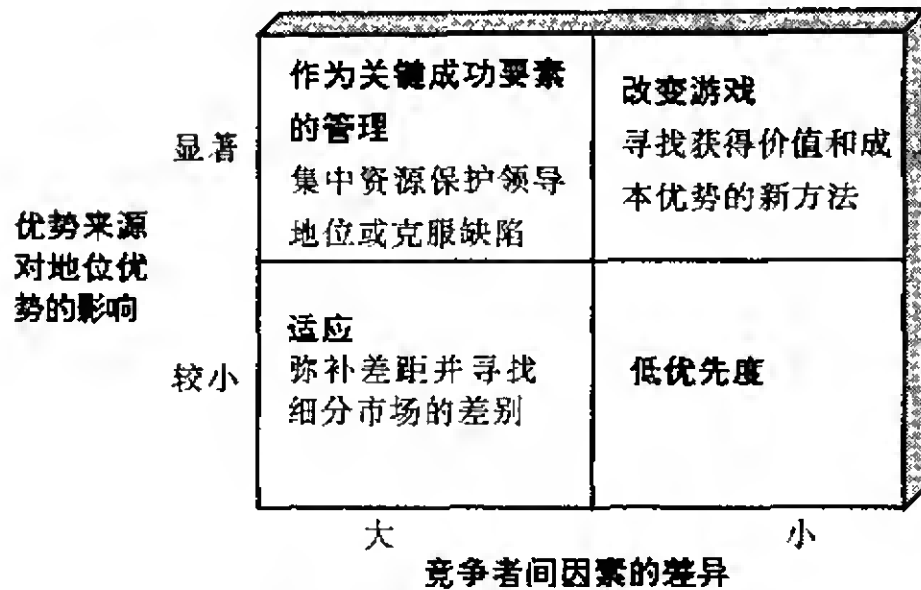 作为关键成功要素
的管理
集中资源保护领导
地位或克服缺陷
改变游戏
寻找获得价值和成
本优势的新方法
显著
优势来源
对地位优
势的影响
适应
弥补差距并寻找
细分市场的差别
低优先度
较小
大
小
竞争者间因素的差异